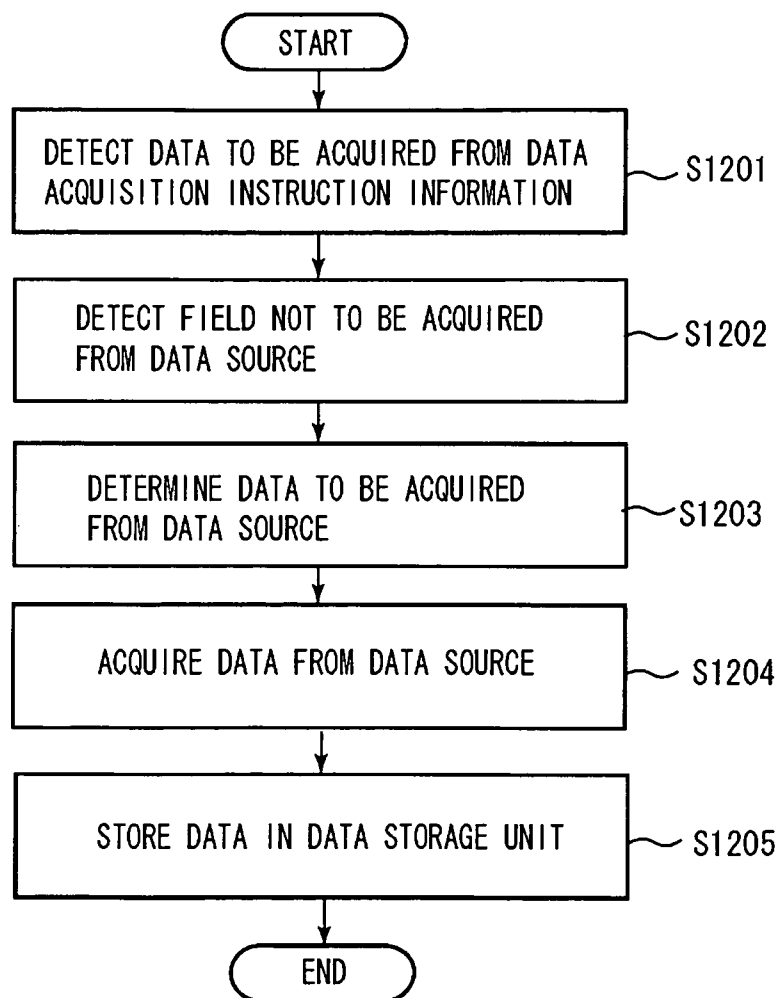 START
DETECT DATA TO BE ACQUIRED FROM DATA
ACQUISITION INSTRUCTION INFORMATION
S1201
DETECT FIELD NOT TO BE ACQUIRED
FROM DATA SOURCE
S1202
DETERMINE DATA TO BE ACQUIRED
FROM DATA SOURCE
S1203
ACQUIRE DATA FROM DATA SOURCE
S1204
STORE DATA IN DATA STORAGE UNIT
S1205
END